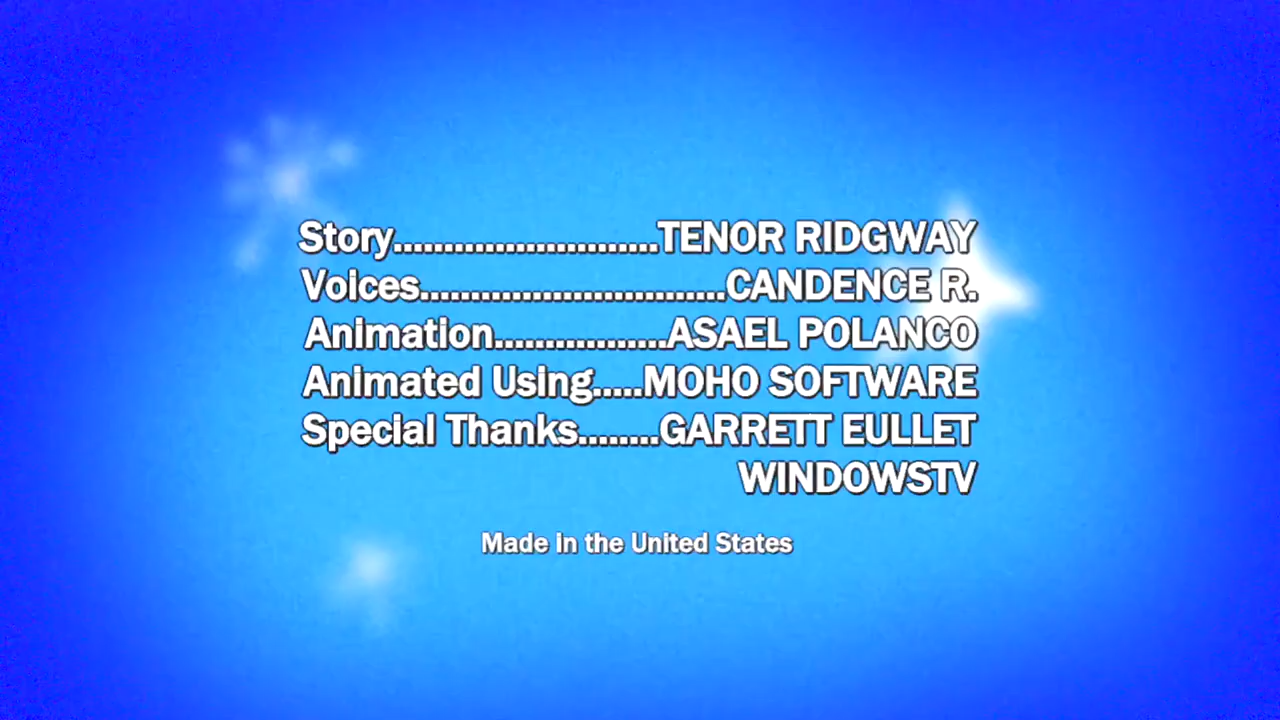 Story..........................TENOR RIDGWAY
Voices..............................CANDENCE R.
Animation.................ASAEL POLANCO
Animated Using.....MOHO SOFTWARE
Special Thanks........GARRETT EULLET
WINDOWSTV
Made in the United States